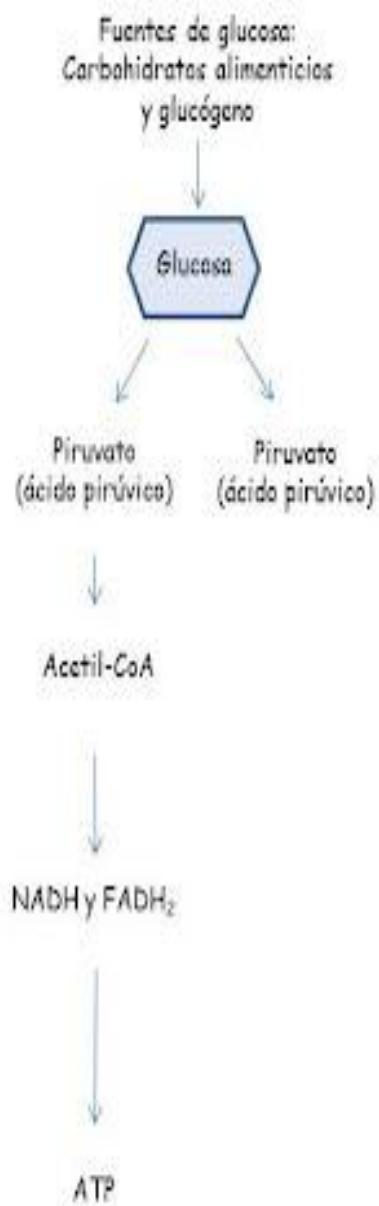 Fuentes de glucosa:
Carbohidratos alimenticios
y glucógeno
Glucosa
Piruvato
(ácido pirúvico)
Piruvato
(ácido pirúvico)
Acetil-CoA
NADH y FADH₂
ATP